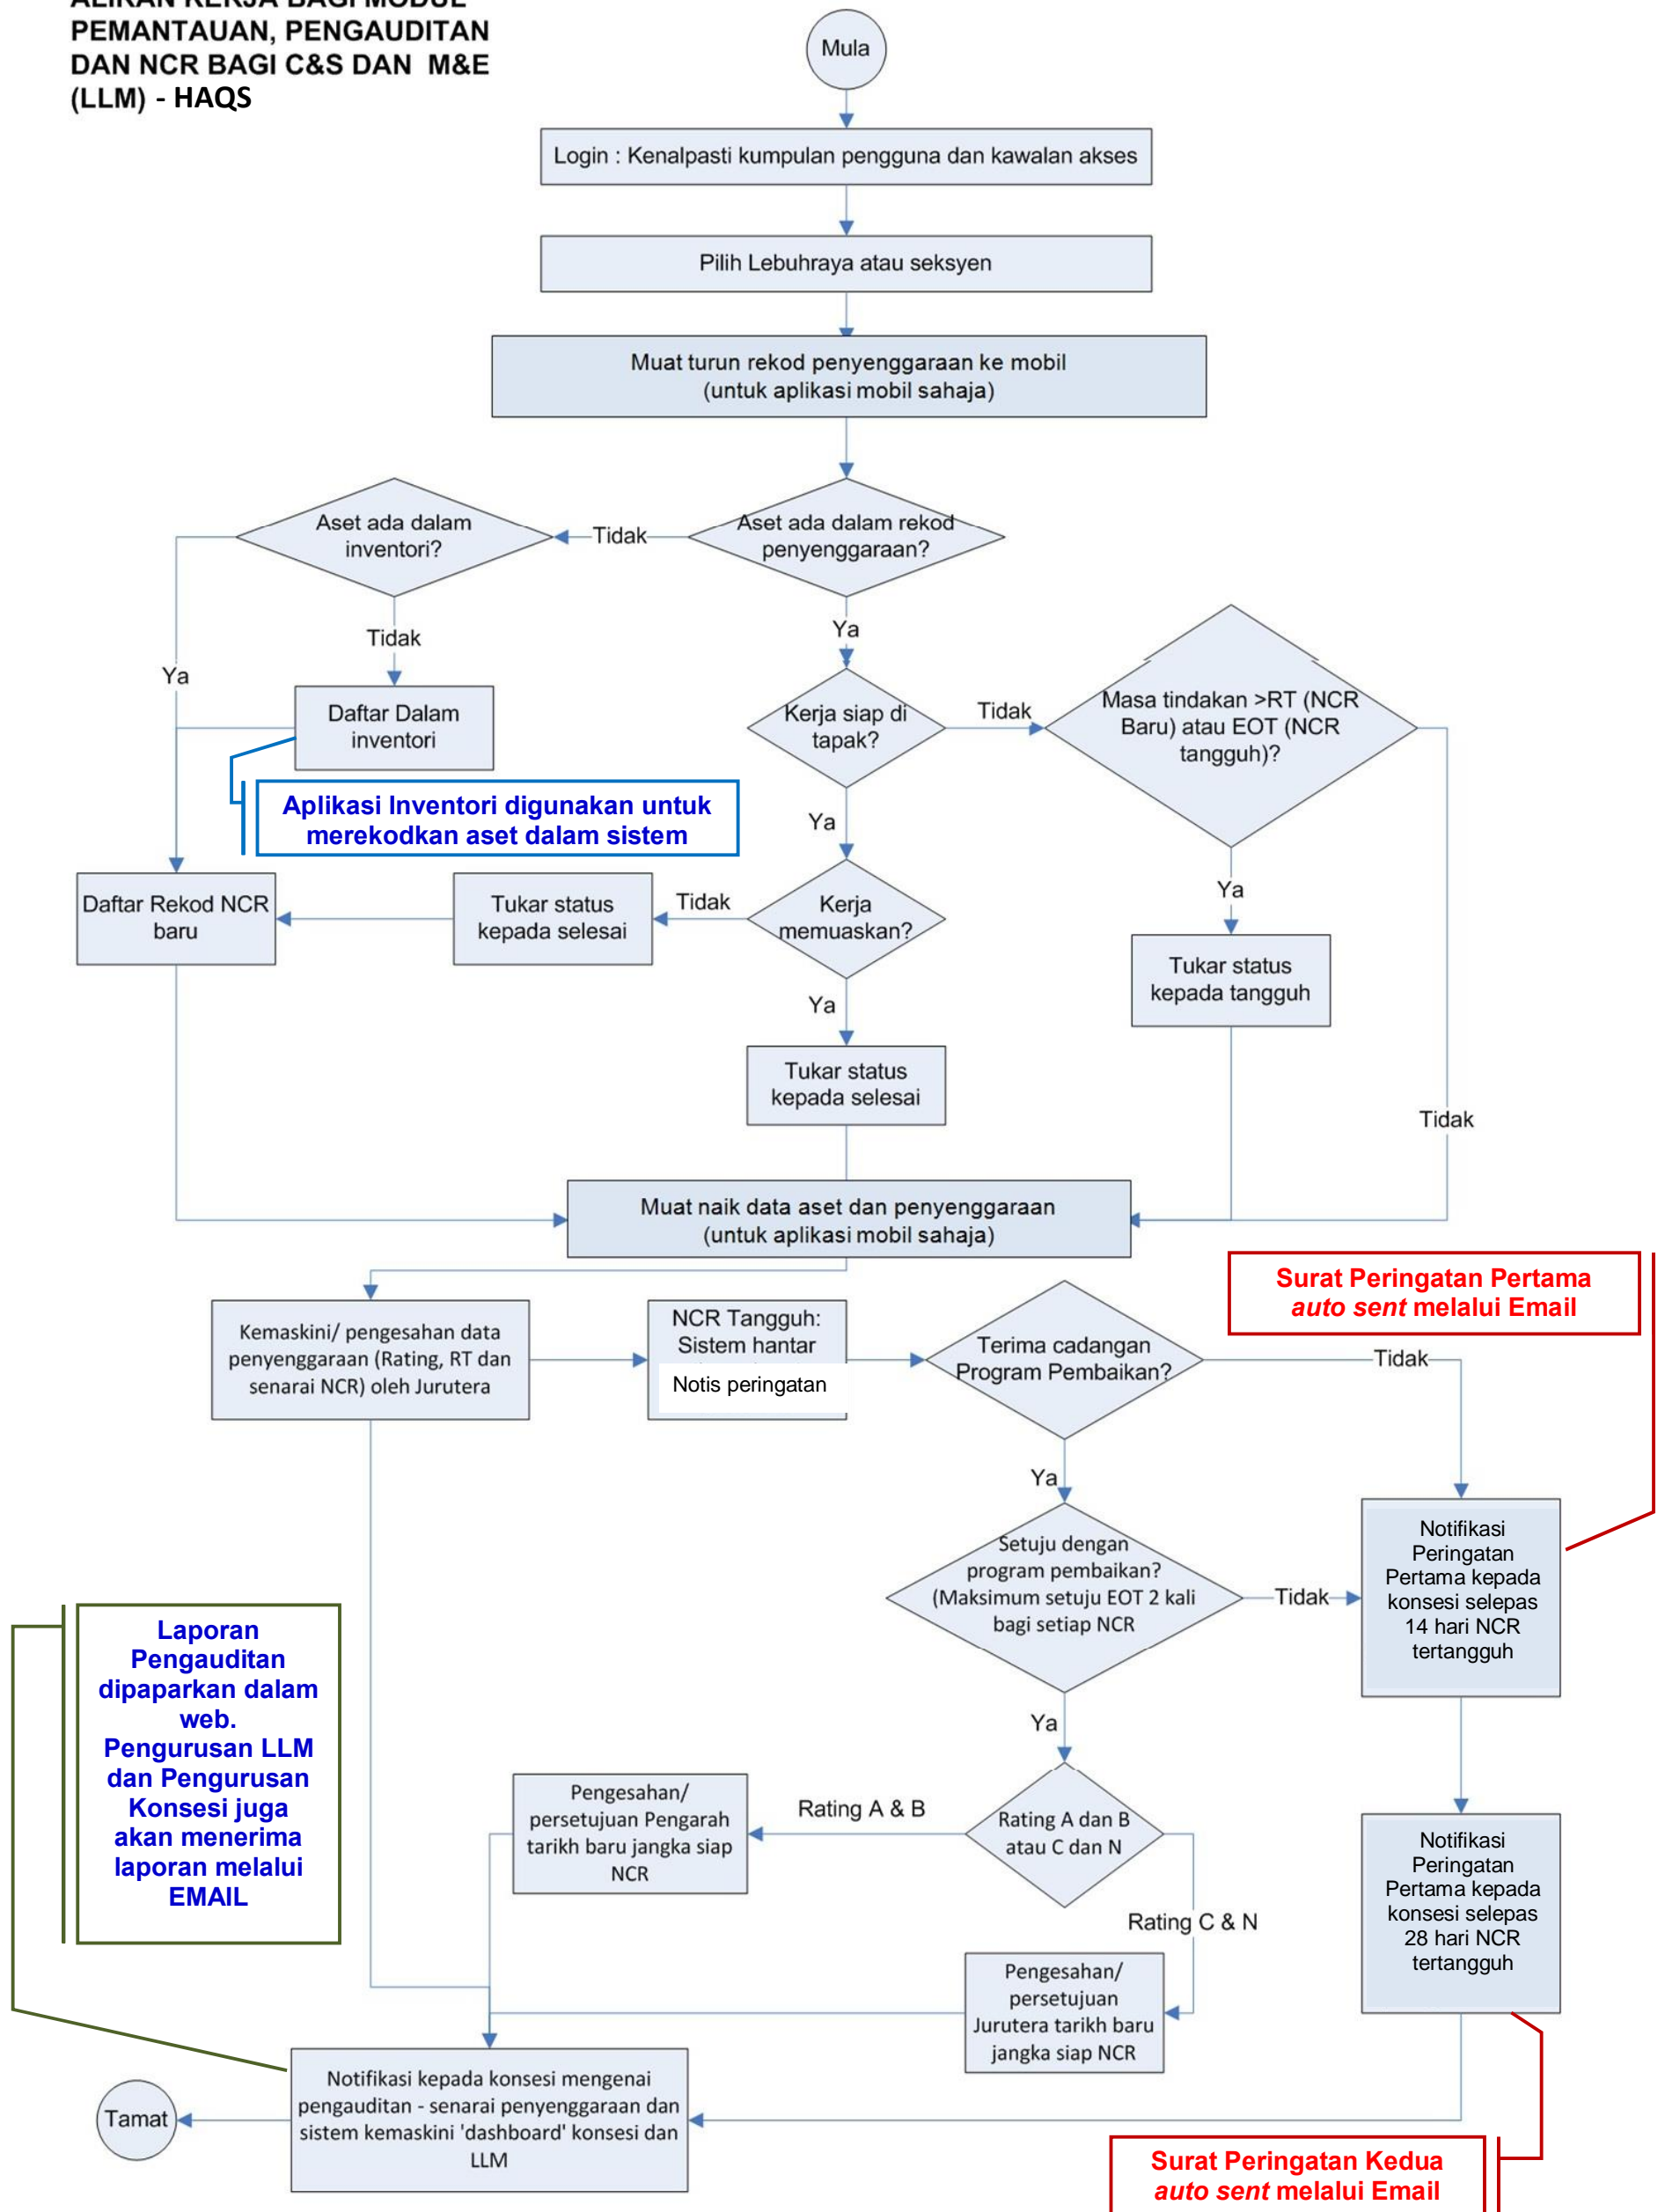 ALIRAN KERJA BAGI MODUL
PEMANTAUAN, PENGAUDITAN
DAN NCR BAGI C&S DAN M&E
(LLM) - HAQS
Mula
Login : Kenalpasti kumpulan pengguna dan kawalan akses
Pilih Lebuhraya atau seksyen
Muat turun rekod penyenggaraan ke mobil
(untuk aplikasi mobil sahaja)
Aset ada dalam
inventori?
Tidak
Aset ada dalam rekod
penyenggaraan?
Tidak
Ya
Ya
Daftar Dalam
inventori
Kerja siap di
tapak?
Tidak
Masa tindakan >RT (NCR
Baru) atau EOT (NCR
tangguh)?
Aplikasi Inventori digunakan untuk
merekodkan aset dalam sistem
Ya
Ya
Daftar Rekod NCR
baru
Tukar status
kepada selesai
Tidak
Kerja
memuaskan?
Tukar status
kepada tangguh
Ya
Tukar status
kepada selesai
Tidak
Muat naik data aset dan penyenggaraan
(untuk aplikasi mobil sahaja)
Surat Peringatan Pertama
auto sent melalui Email
Kemaskini/ pengesahan data
penyenggaraan (Rating, RT dan
senarai NCR) oleh Jurutera
NCR Tangguh:
Sistem hantar
Notis peringatan
Terima cadangan
Program Pembaikan?
Tidak
Ya
Setuju dengan
program pembaikan?
(Maksimum setuju EOT 2 kali
bagi setiap NCR
Tidak
Notifikasi
Peringatan
Pertama kepada
konsesi selepas
14 hari NCR
tertangguh
Laporan
Pengauditan
dipaparkan dalam
web.
Pengurusan LLM
dan Pengurusan
Konsesi juga
akan menerima
laporan melalui
EMAIL
Ya
Pengesahan/
persetujuan Pengarah
tarikh baru jangka siap
NCR
Rating A & B
Rating A dan B
atau C dan N
Rating C & N
Notifikasi
Peringatan
Pertama kepada
konsesi selepas
28 hari NCR
tertangguh
Pengesahan/
persetujuan
Jurutera tarikh baru
jangka siap NCR
Tamat
Notifikasi kepada konsesi mengenai
pengauditan - senarai penyenggaraan dan
sistem kemaskini 'dashboard' konsesi dan
LLM
Surat Peringatan Kedua
auto sent melalui Email